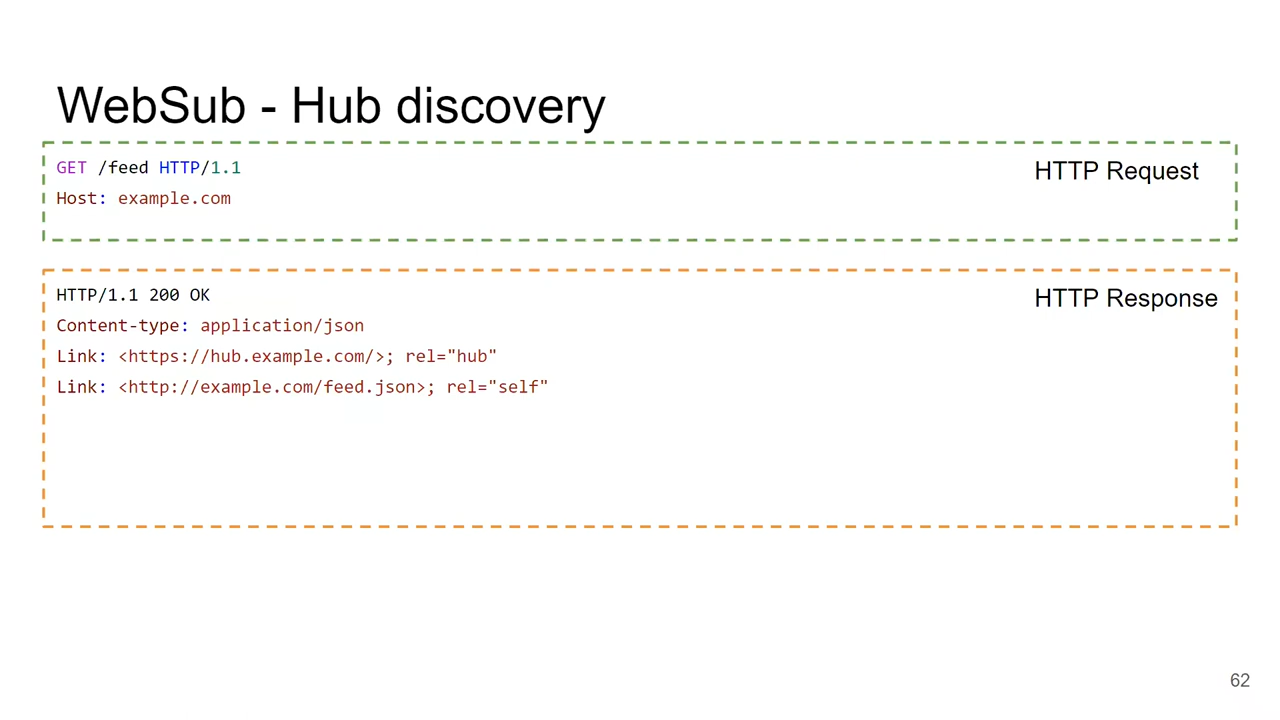 WebSub - Hub discovery
GET /feed HTTP/1.1
Host: example.com
HTTP Request
HTTP/1.1 200 OK
Content-type: application/json
Link: <https://hub.example.com/>; rel="hub"
Link: <http://example.com/feed.json>; rel="self"
HTTP Response
62